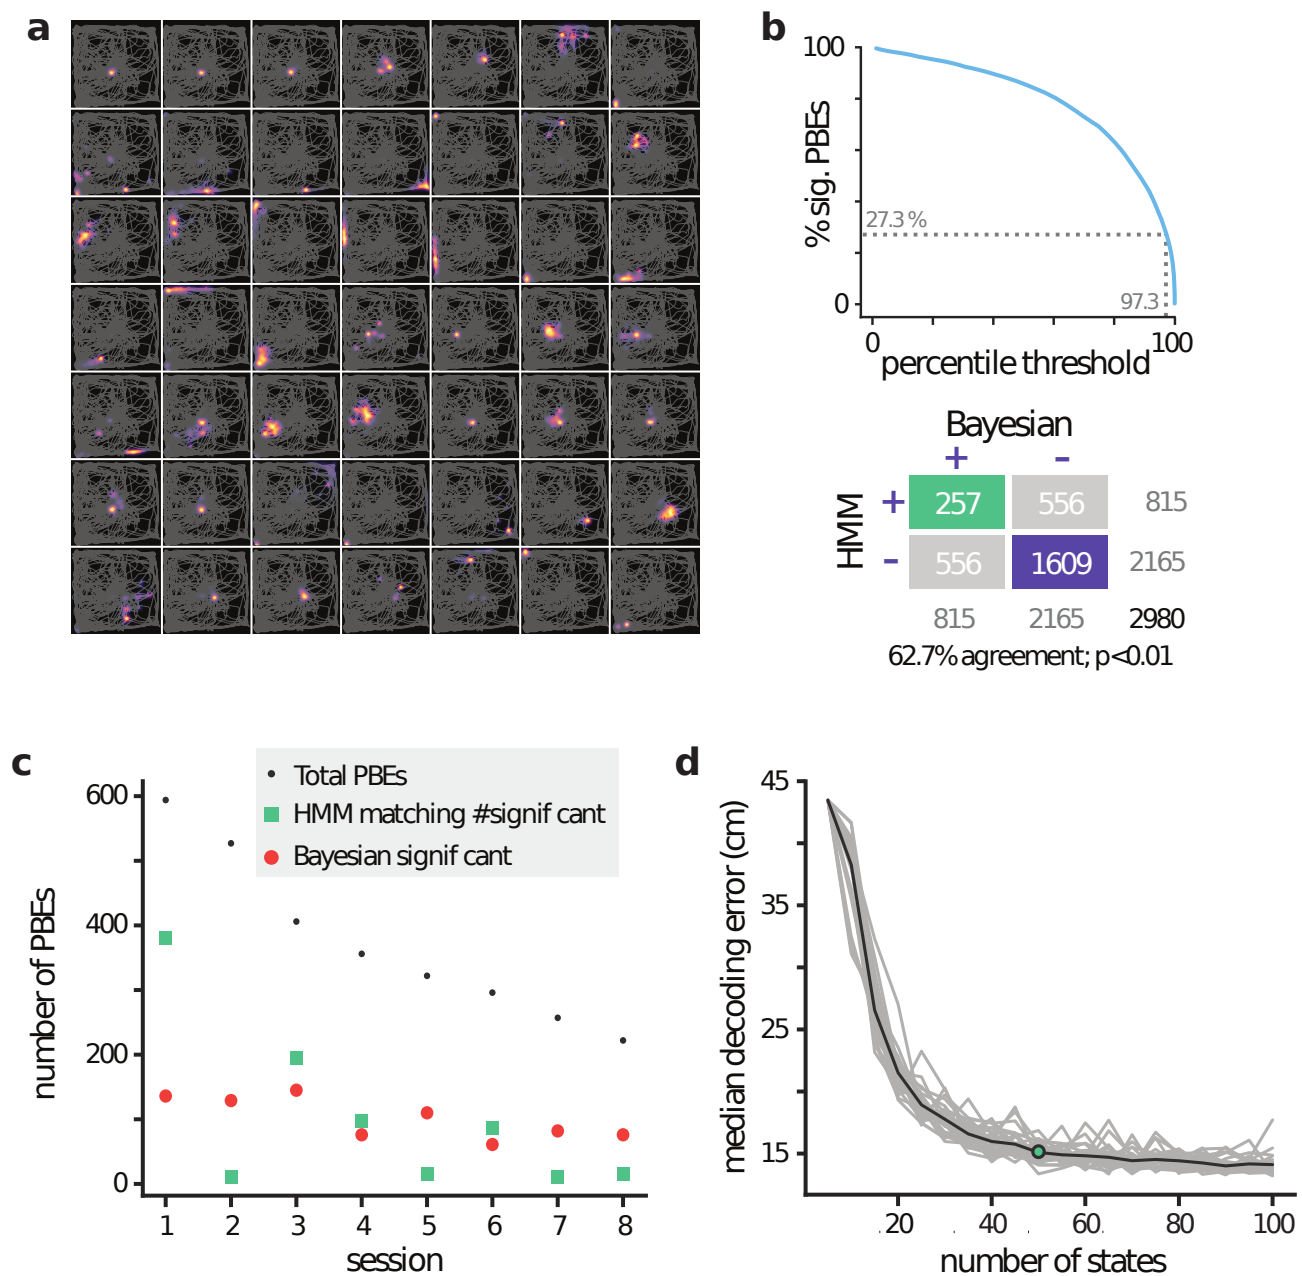 a
b
100
% sig. PBEs
27.3 %
97.3
0
0
100
percentile threshold
Bayesian
+ -
HMM
+ 257 556 815
- 556 1609 2165
815 2165 2980
62.7% agreement; p<0.01
c
Total PBEs
HMM matching #signif cant
Bayesian signif cant
600
400
200
0
number of PBEs
1 2 3 4 5 6 7 8
session
d
45
35
25
15
median decoding error (cm)
20 40 60 80 100
number of states